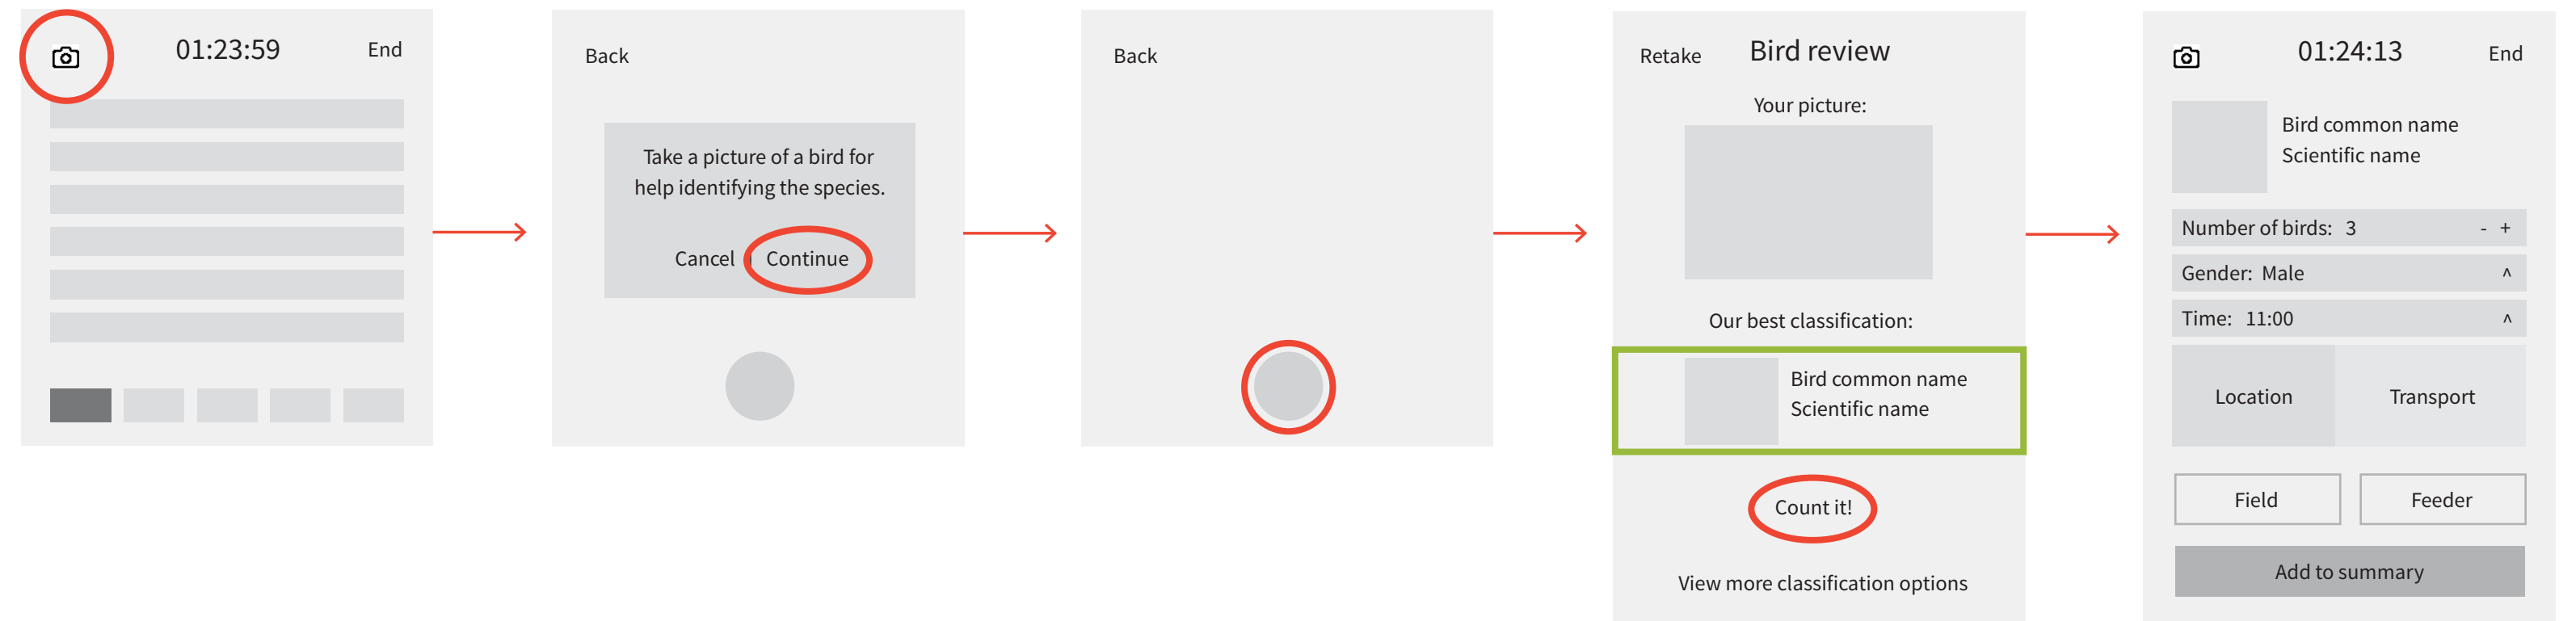 01:23:59
End
Back
Take a picture of a bird for
help identifying the species.
Cancel
Continue
Back
Retake
Bird review
Your picture:
Our best classification:
Bird common name
Scientific name
Count it!
View more classification options
01:24:13
End
Bird common name
Scientific name
Number of birds: 3 - +
Gender: Male ^
Time: 11:00 ^
Location
Transport
Field
Feeder
Add to summary